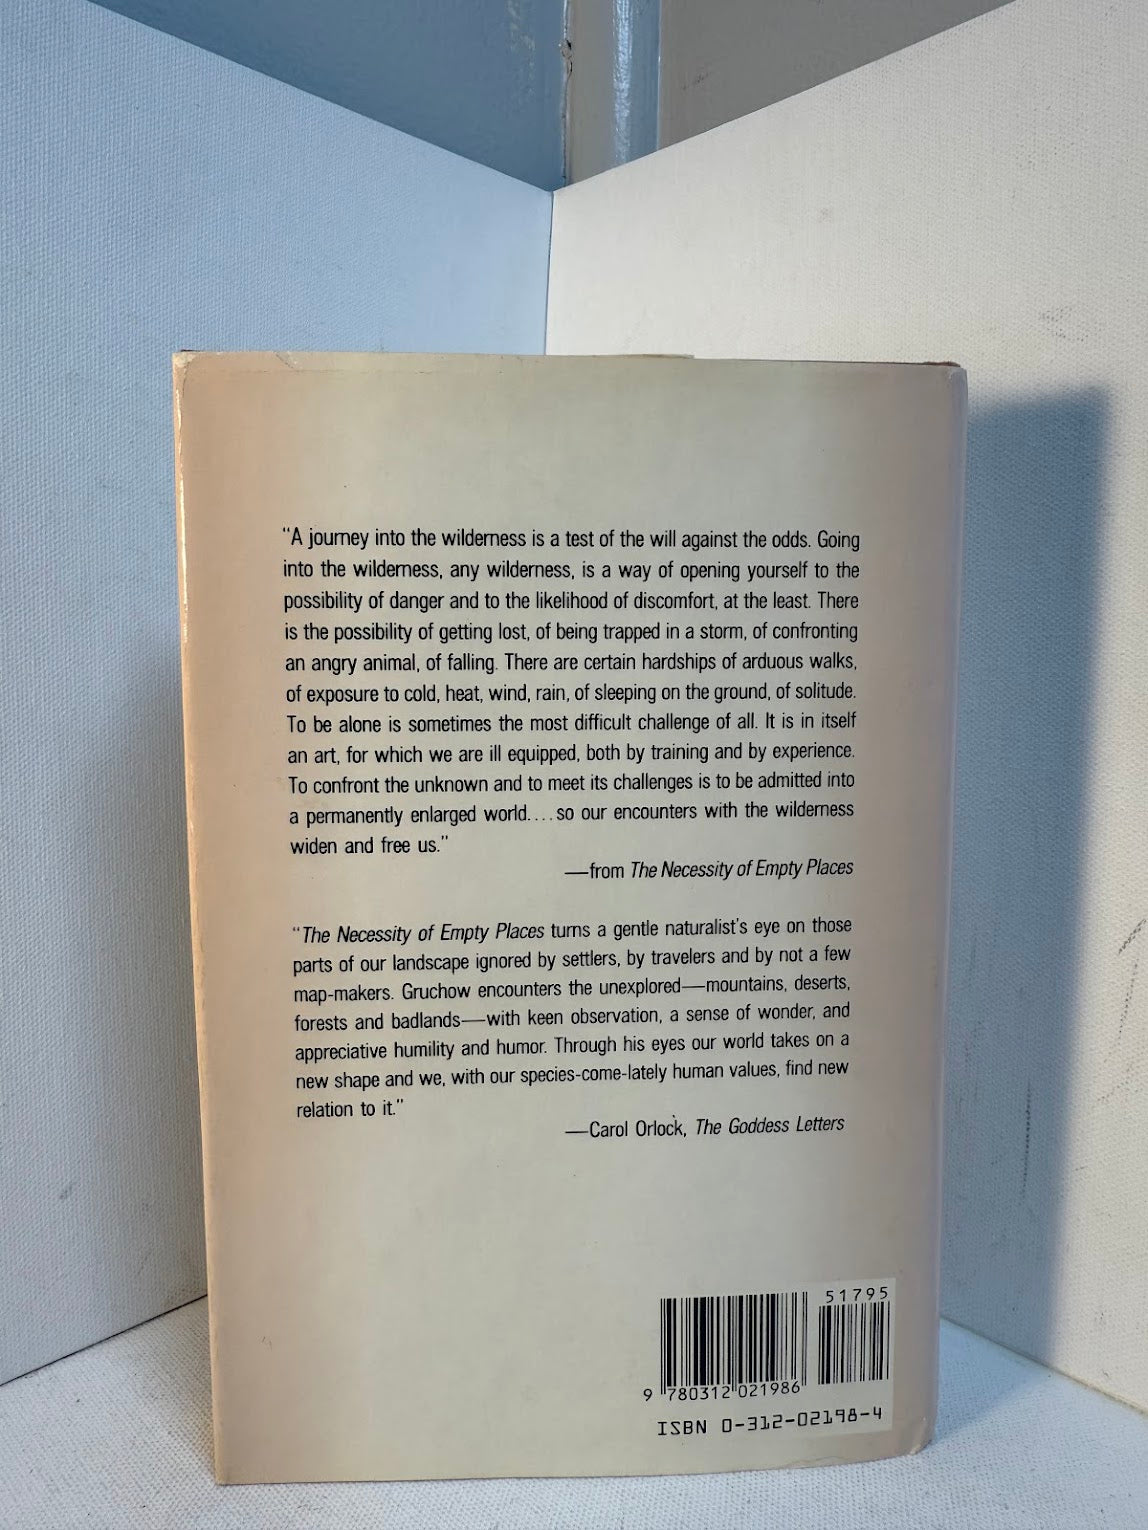 “A journey into the wilderness is a test of the will against the odds. Going
into the wilderness, any wilderness, is a way of opening yourself to the
possibility of danger and to the likelihood of discomfort, at the least. There
is the possibility of getting lost, of being trapped in a storm, of confronting
an angry animal, of falling. There are certain hardships of arduous walks,
of exposure to cold, heat, wind, rain, of sleeping on the ground, of solitude.
To be alone is sometimes the most difficult challenge of all. It is in itself
an art, for which we are ill equipped, both by training and by experience.
To confront the unknown and to meet its challenges is to be admitted into
a permanently enlarged world....so our encounters with the wilderness
widen and free us.”
—from The Necessity of Empty Places
“The Necessity of Empty Places turns a gentle naturalist’s eye on those
parts of our landscape ignored by settlers, by travelers and by not a few
map-makers. Gruchow encounters the unexplored—mountains, deserts,
forests and badlands—with keen observation, a sense of wonder, and
appreciative humility and humor. Through his eyes our world takes on a
new shape and we, with our species-come-lately human values, find new
relation to it.”
—Carol Orlock, The Goddess Letters
51795
9 780312 021986
ISBN 0-312-02198-4